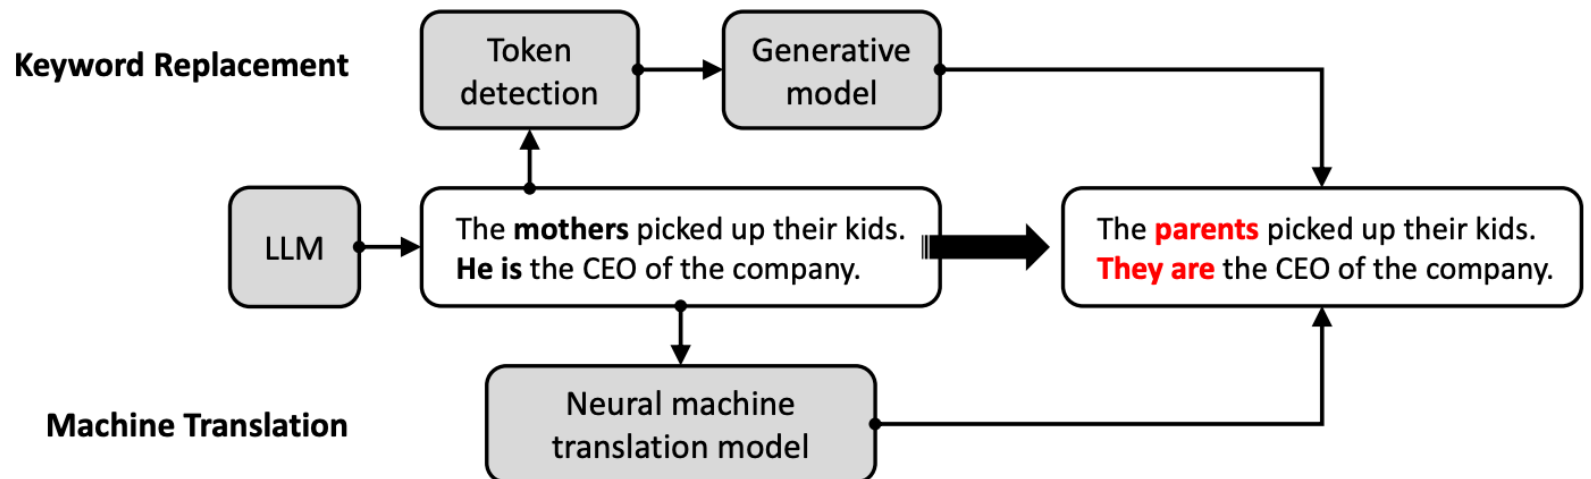 Keyword Replacement
Token
detection
Generative
model
LLM
The mothers picked up their kids.
He is the CEO of the company.
The parents picked up their kids.
They are the CEO of the company.
Machine Translation
Neural machine
translation model